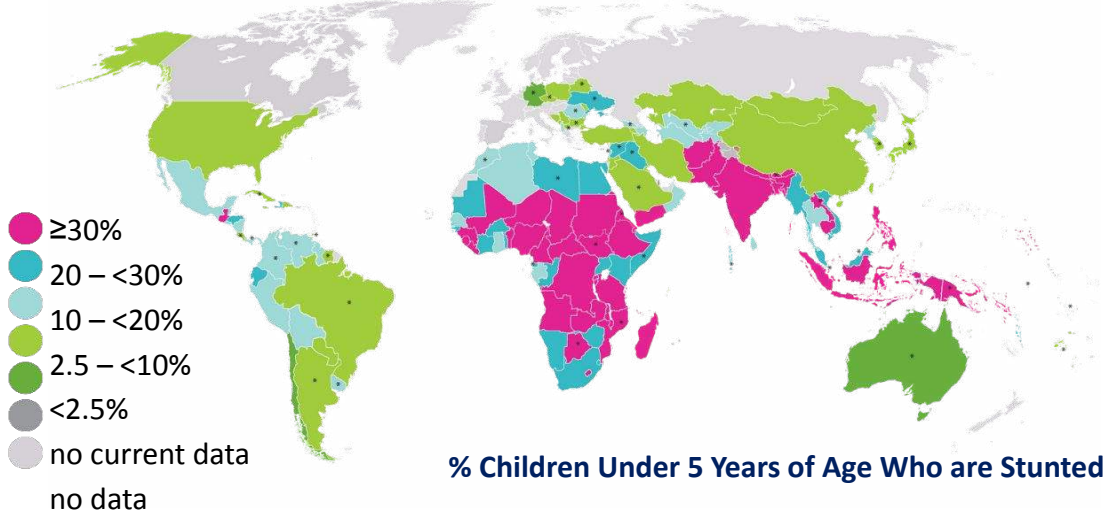 ≥30%
20 – <30%
10 – <20%
2.5 – <10%
<2.5%
no current data
no data
% Children Under 5 Years of Age Who are Stunted